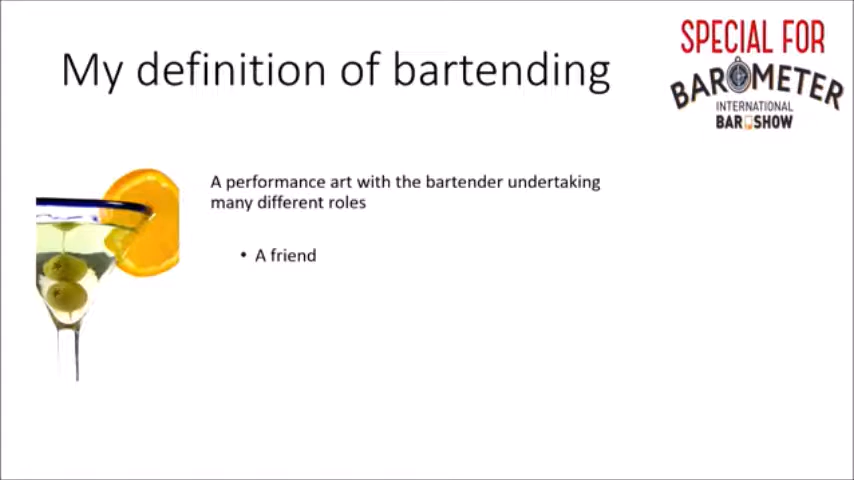 My definition of bartending
SPECIAL FOR
BAROMETER
INTERNATIONAL
BAR SHOW
A performance art with the bartender undertaking
many different roles
• A friend